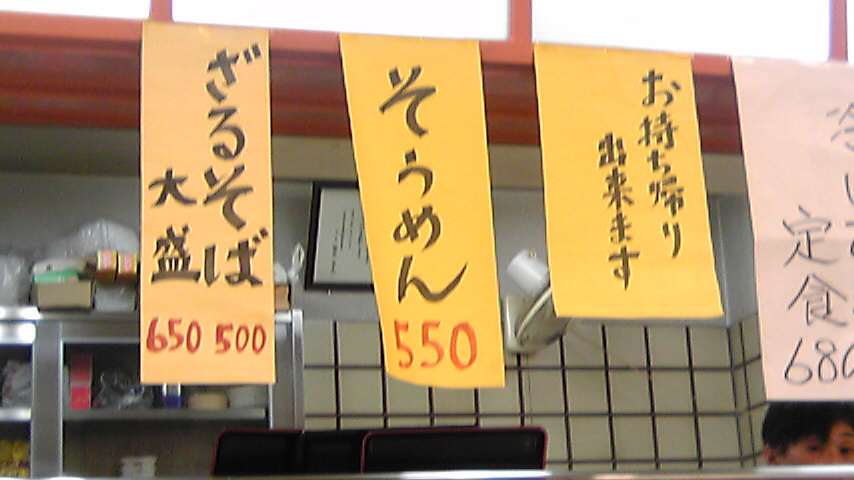 ざるそば
大盛
650 500
そうめん
550
お持ち帰り
出来ます
定食
680